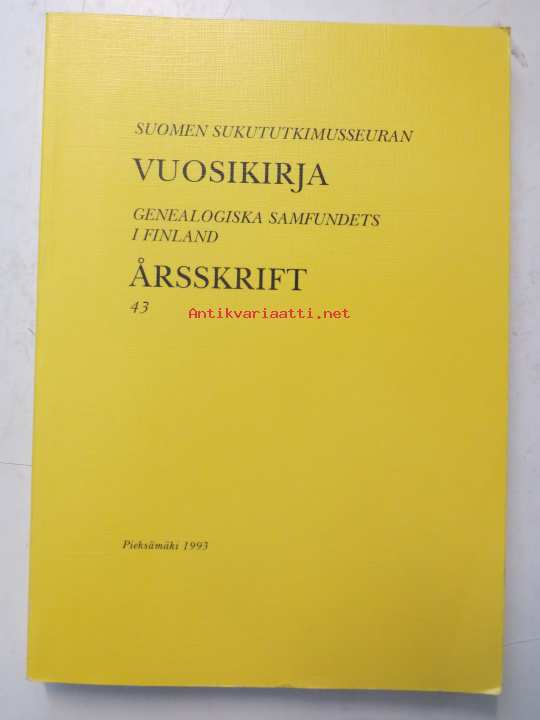 SUOMEN SUKUTUTKIMUSSEURAN
VUOSIKIRJA
GENEALOGISKA SAMFUNDETS
I FINLAND
ÅRSSKRIFT
43
Antikvariaatti.net
Pieksämäki 1993